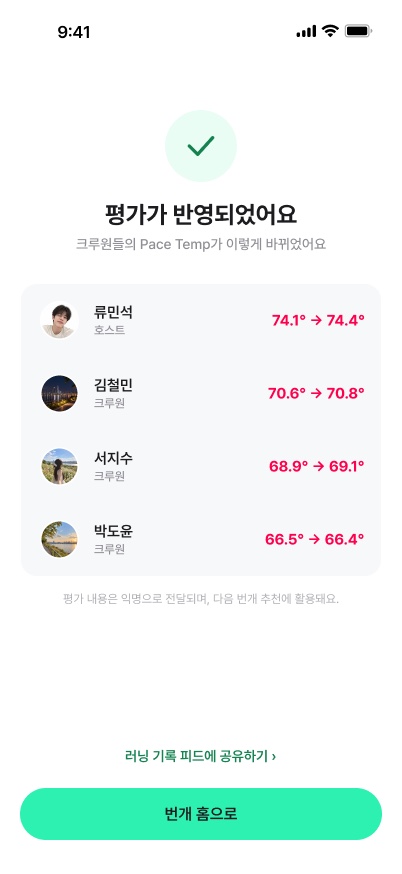 9:41
평가가 반영되었어요
크루원들의 Pace Temp가 이렇게 바뀌었어요
류민석
호스트
74.1° → 74.4°
김철민
크루원
70.6° → 70.8°
서지수
크루원
68.9° → 69.1°
박도윤
크루원
66.5° → 66.4°
평가 내용은 익명으로 전달되며, 다음 번개 추천에 활용돼요.
러닝 기록 피드에 공유하기 ›
번개 홈으로